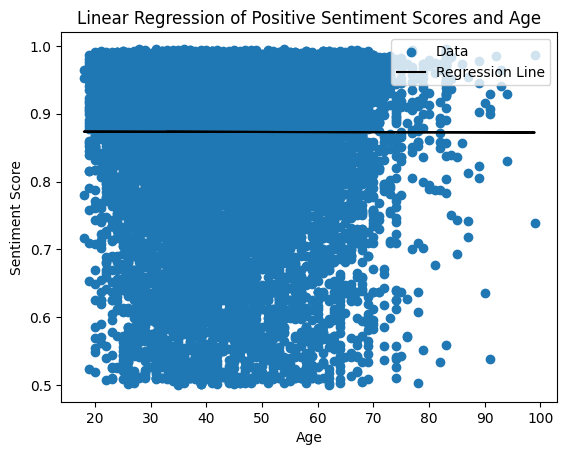 Linear Regression of Positive Sentiment Scores and Age
Data
Regression Line
Sentiment Score
1.0
0.9
0.8
0.7
0.6
0.5
20 30 40 50 60 70 80 90 100
Age